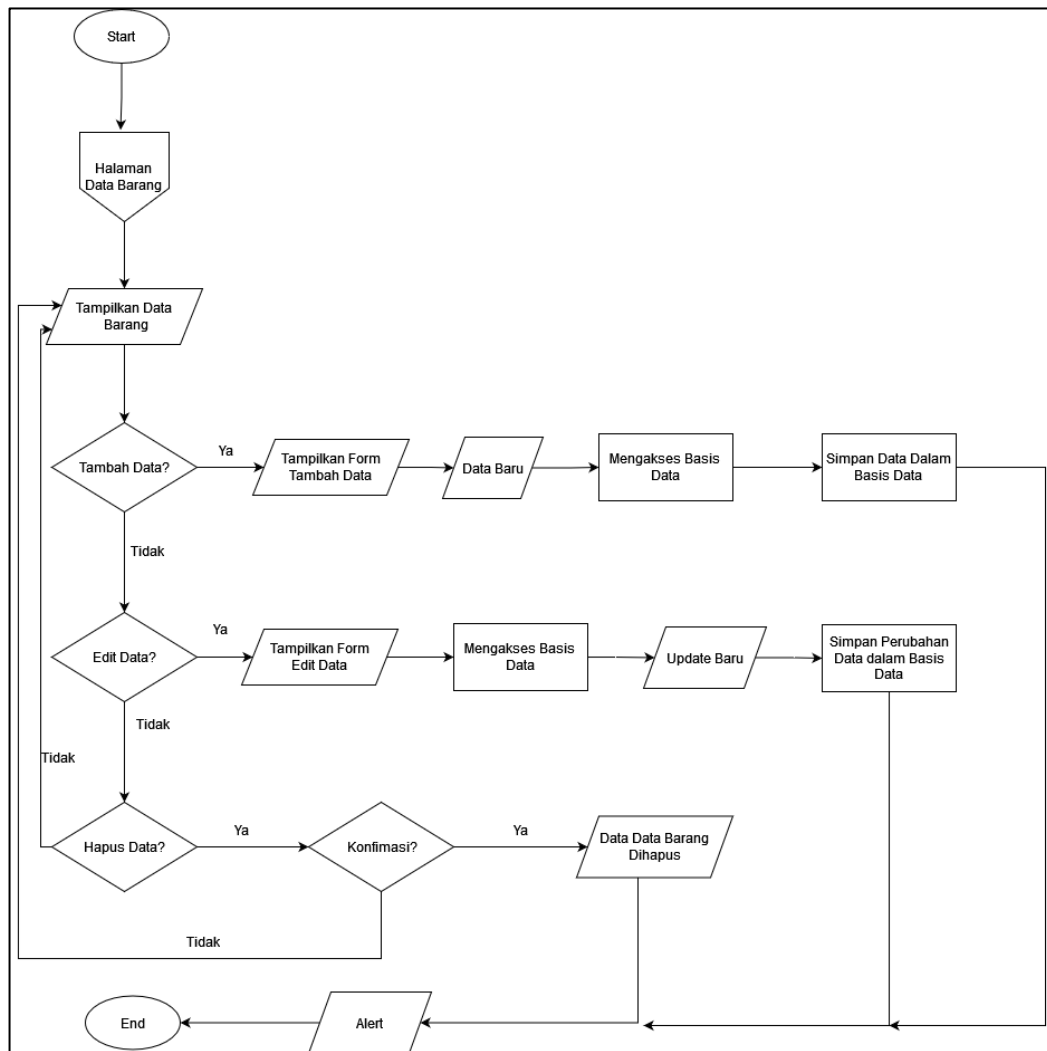 Start
Halaman
Data Barang
Tampilkan Data
Barang
Tambah Data?
Ya
Tampilkan Form
Tambah Data
Data Baru
Mengakses Basis
Data
Simpan Data Dalam
Basis Data
Tidak
Edit Data?
Ya
Tampilkan Form
Edit Data
Mengakses Basis
Data
Update Baru
Simpan Perubahan
Data dalam Basis
Data
Tidak
Tidak
Hapus Data?
Ya
Konfimasi?
Ya
Data Data Barang
Dihapus
Tidak
End
Alert